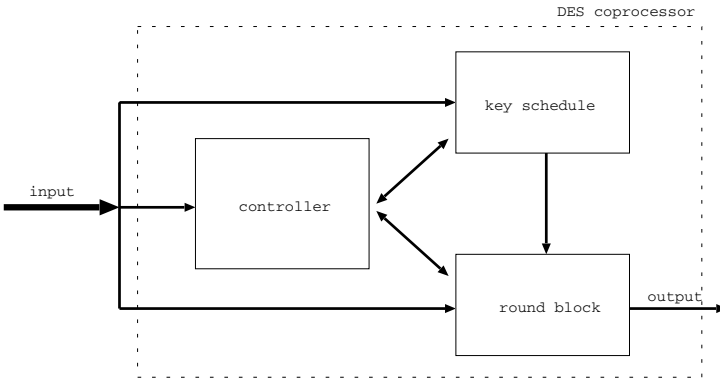 DES coprocessor
key schedule
input
controller
output
round block